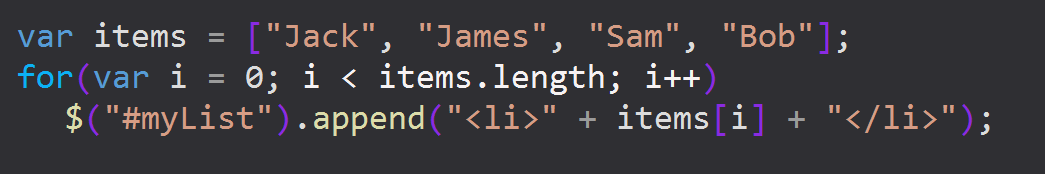 var items = ["Jack", "James", "Sam", "Bob"];
for(var i = 0; i < items.length; i++)
  $("#myList").append("<li>" + items[i] + "</li>");